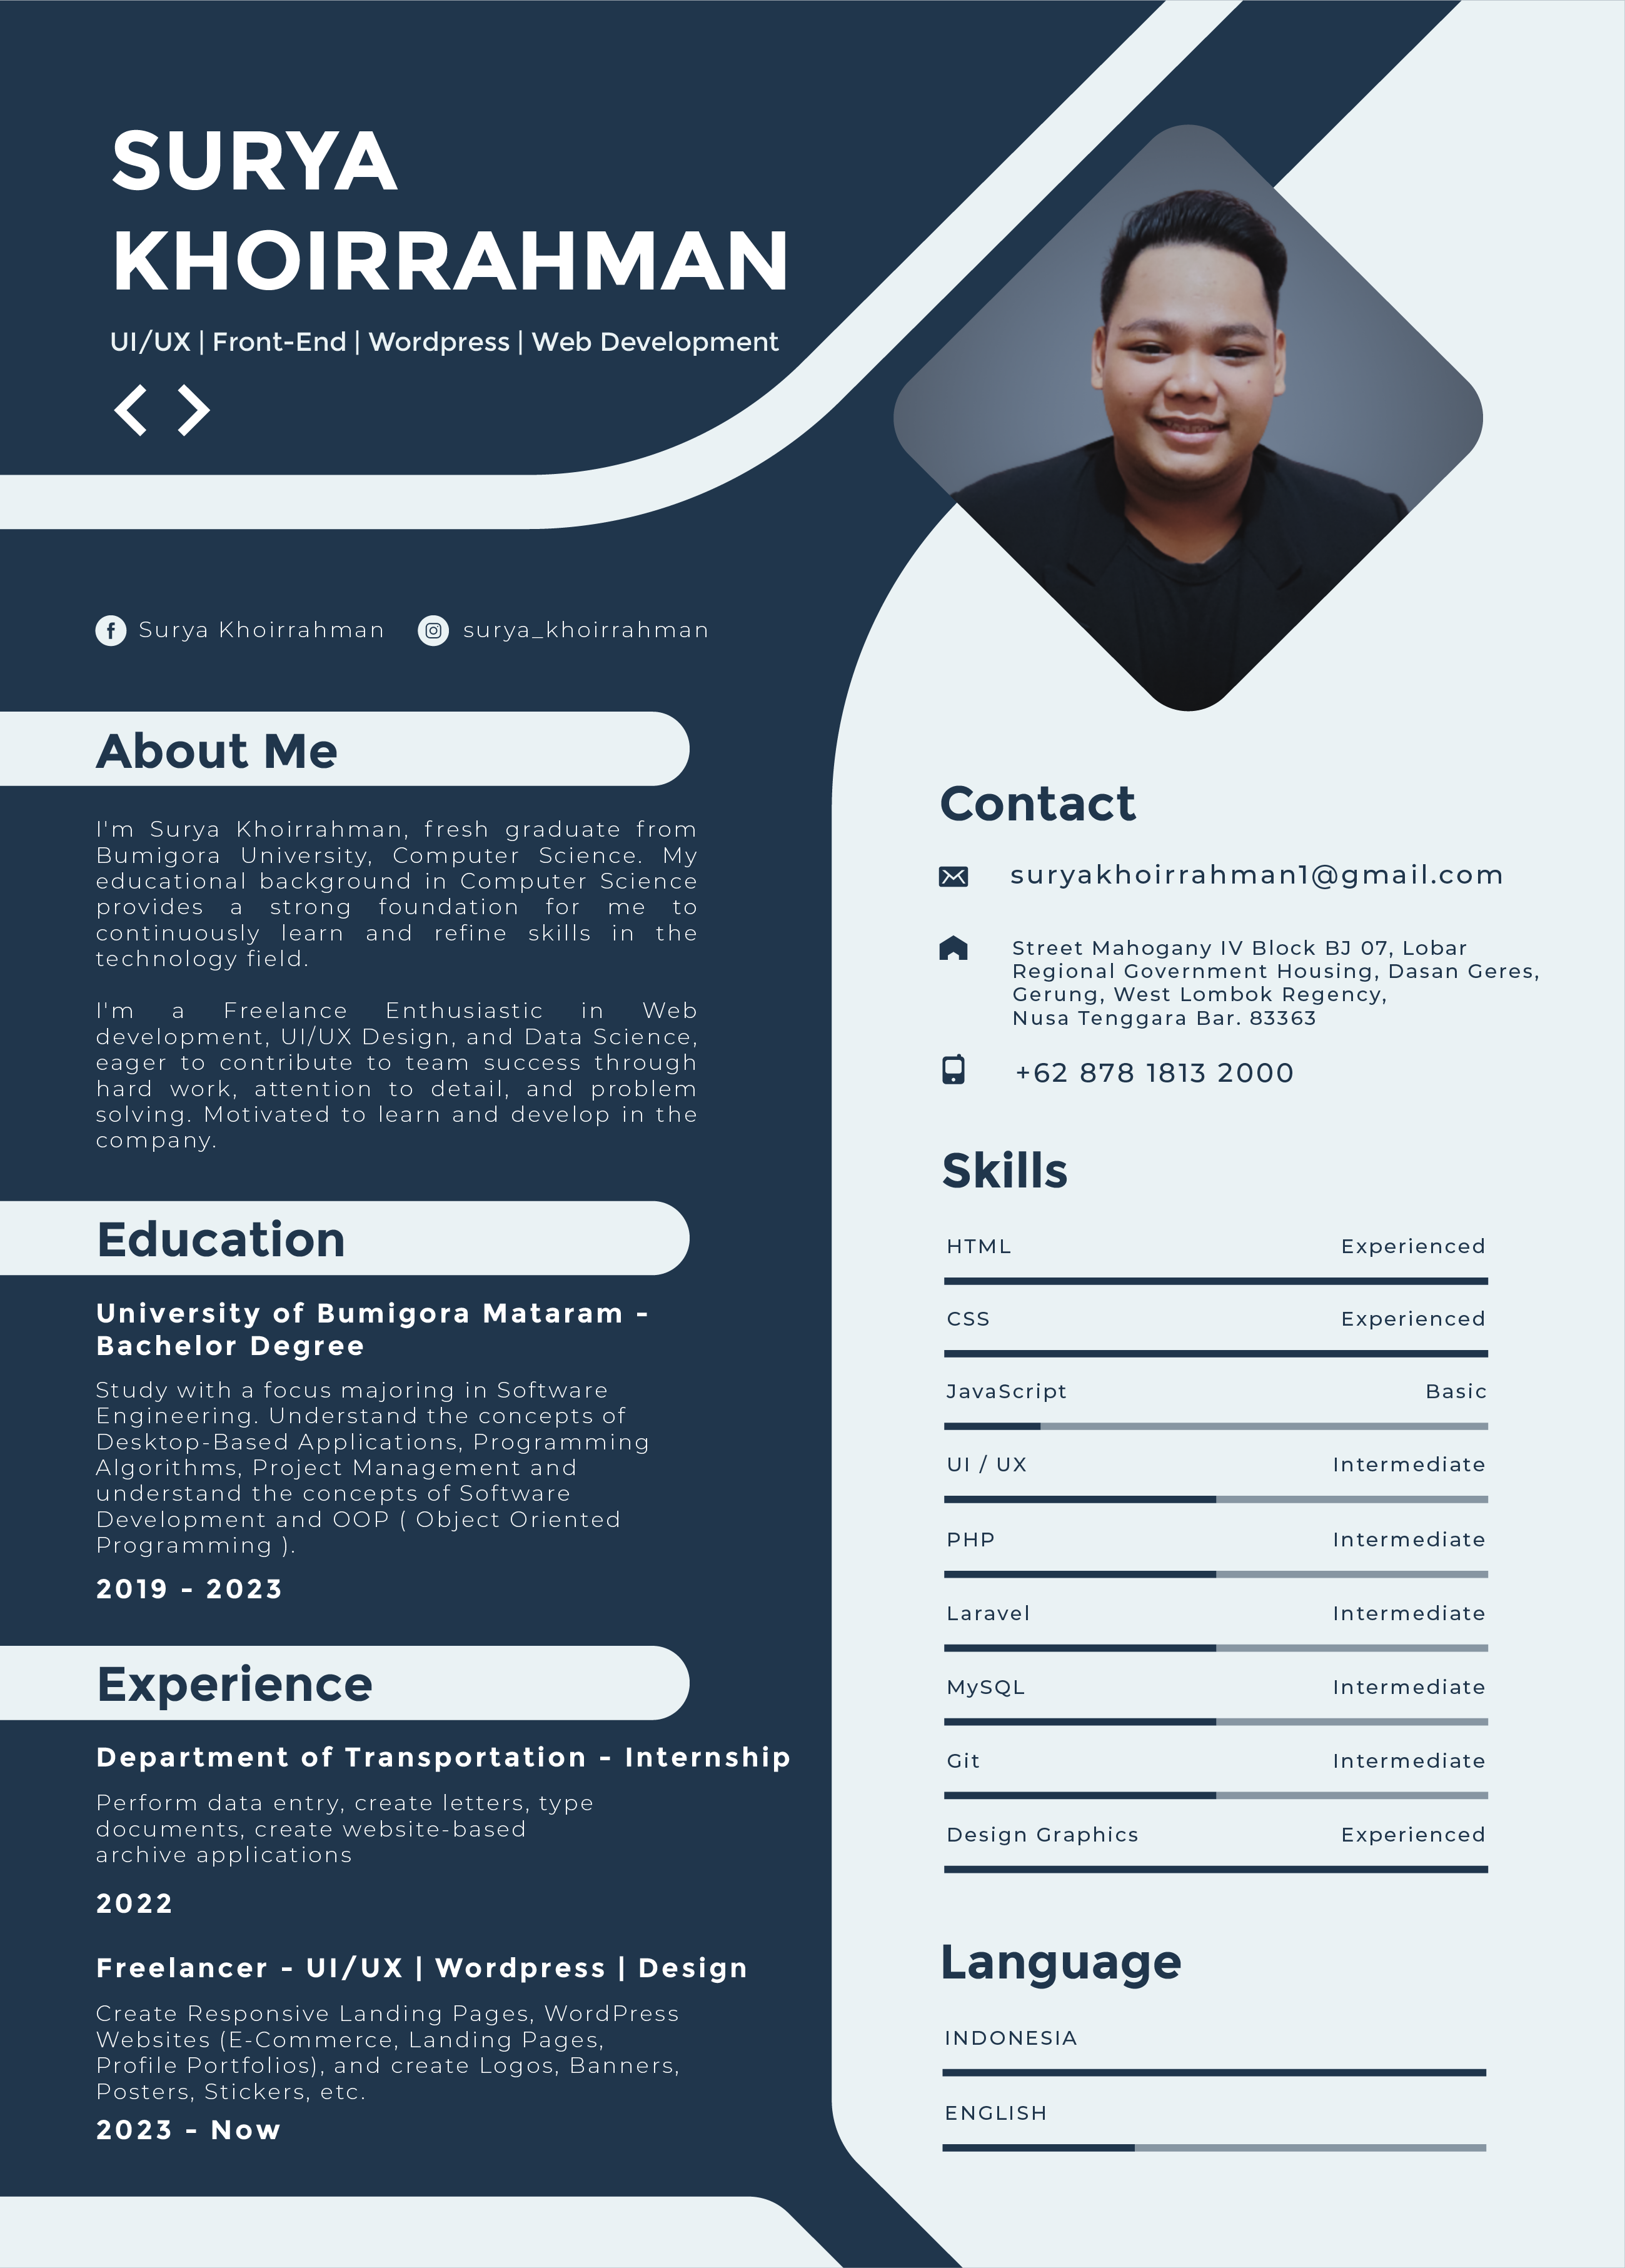 SURYA
KHOIRRAHMAN
UI/UX | Front-End | Wordpress | Web Development
< >
Surya Khoirrahman
surya_khoirrahman
About Me
I'm Surya Khoirrahman, fresh graduate from
Bumigora University, Computer Science. My
educational background in Computer Science
provides a strong foundation for me to
continuously learn and refine skills in the
technology field.
I'm a Freelance Enthusiastic in Web
development, UI/UX Design, and Data Science,
eager to contribute to team success through
hard work, attention to detail, and problem
solving. Motivated to learn and develop in the
company.
Education
University of Bumigora Mataram -
Bachelor Degree
Study with a focus majoring in Software
Engineering. Understand the concepts of
Desktop-Based Applications, Programming
Algorithms, Project Management and
understand the concepts of Software
Development and OOP ( Object Oriented
Programming ).
2019 - 2023
Experience
Department of Transportation - Internship
Perform data entry, create letters, type
documents, create website-based
archive applications
2022
Freelancer - UI/UX | Wordpress | Design
Create Responsive Landing Pages, WordPress
Websites (E-Commerce, Landing Pages,
Profile Portfolios), and create Logos, Banners,
Posters, Stickers, etc.
2023 - Now
Contact
suryakhoirrahman1@gmail.com
Street Mahogany IV Block BJ 07, Lobar
Regional Government Housing, Dasan Geres,
Gerung, West Lombok Regency,
Nusa Tenggara Bar. 83363
+62 878 1813 2000
Skills
HTML Experienced
CSS Experienced
JavaScript Basic
UI / UX Intermediate
PHP Intermediate
Laravel Intermediate
MySQL Intermediate
Git Intermediate
Design Graphics Experienced
Language
INDONESIA
ENGLISH